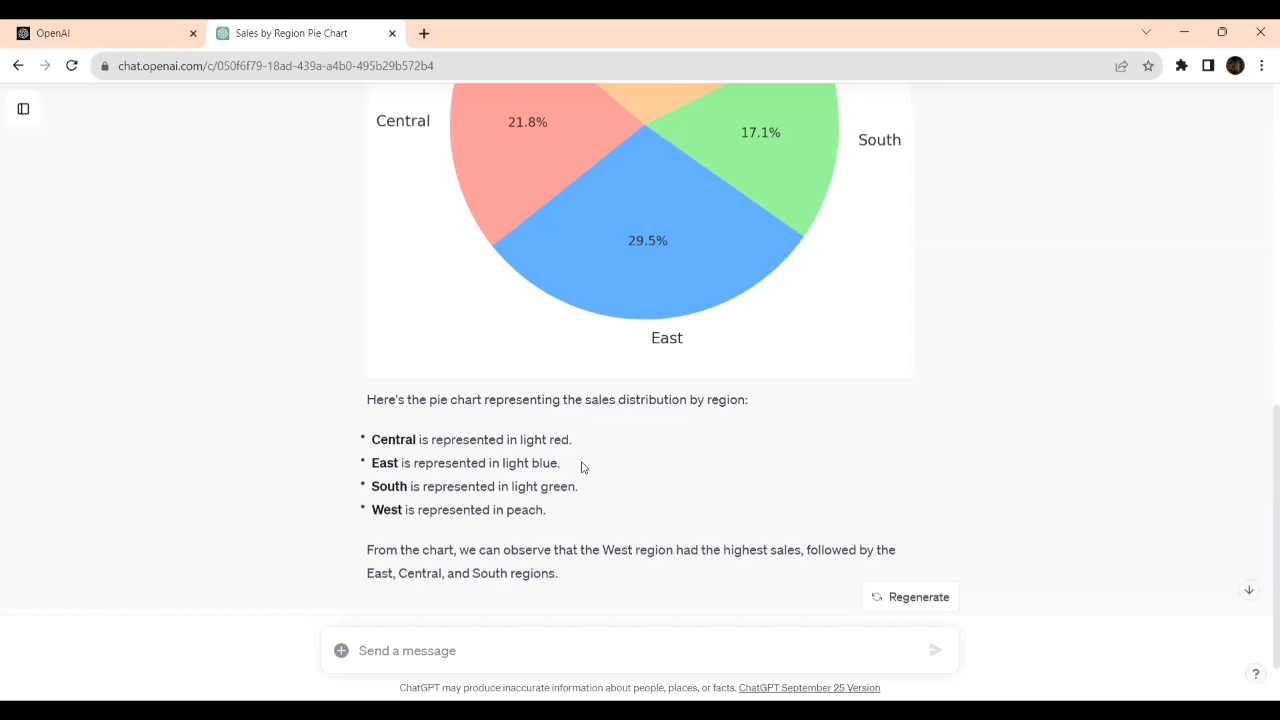 OpenAI
Sales by Region Pie Chart
chat.openai.com/c/050f6f79-18ad-439a-a4b0-495b29b572b4
Central
21.8%
17.1%
South
29.5%
East
Here's the pie chart representing the sales distribution by region:
• Central is represented in light red.
• East is represented in light blue.
• South is represented in light green.
• West is represented in peach.
From the chart, we can observe that the West region had the highest sales, followed by the
East, Central, and South regions.
Regenerate
Send a message
ChatGPT may produce inaccurate information about people, places, or facts. ChatGPT September 25 Version
?